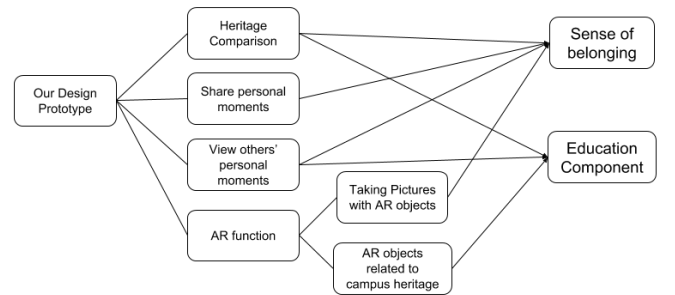 Our Design
Prototype
Heritage
Comparison
Share personal
moments
View others'
personal
moments
AR function
Taking Pictures
with AR objects
AR objects
related to
campus heritage
Sense of
belonging
Education
Component